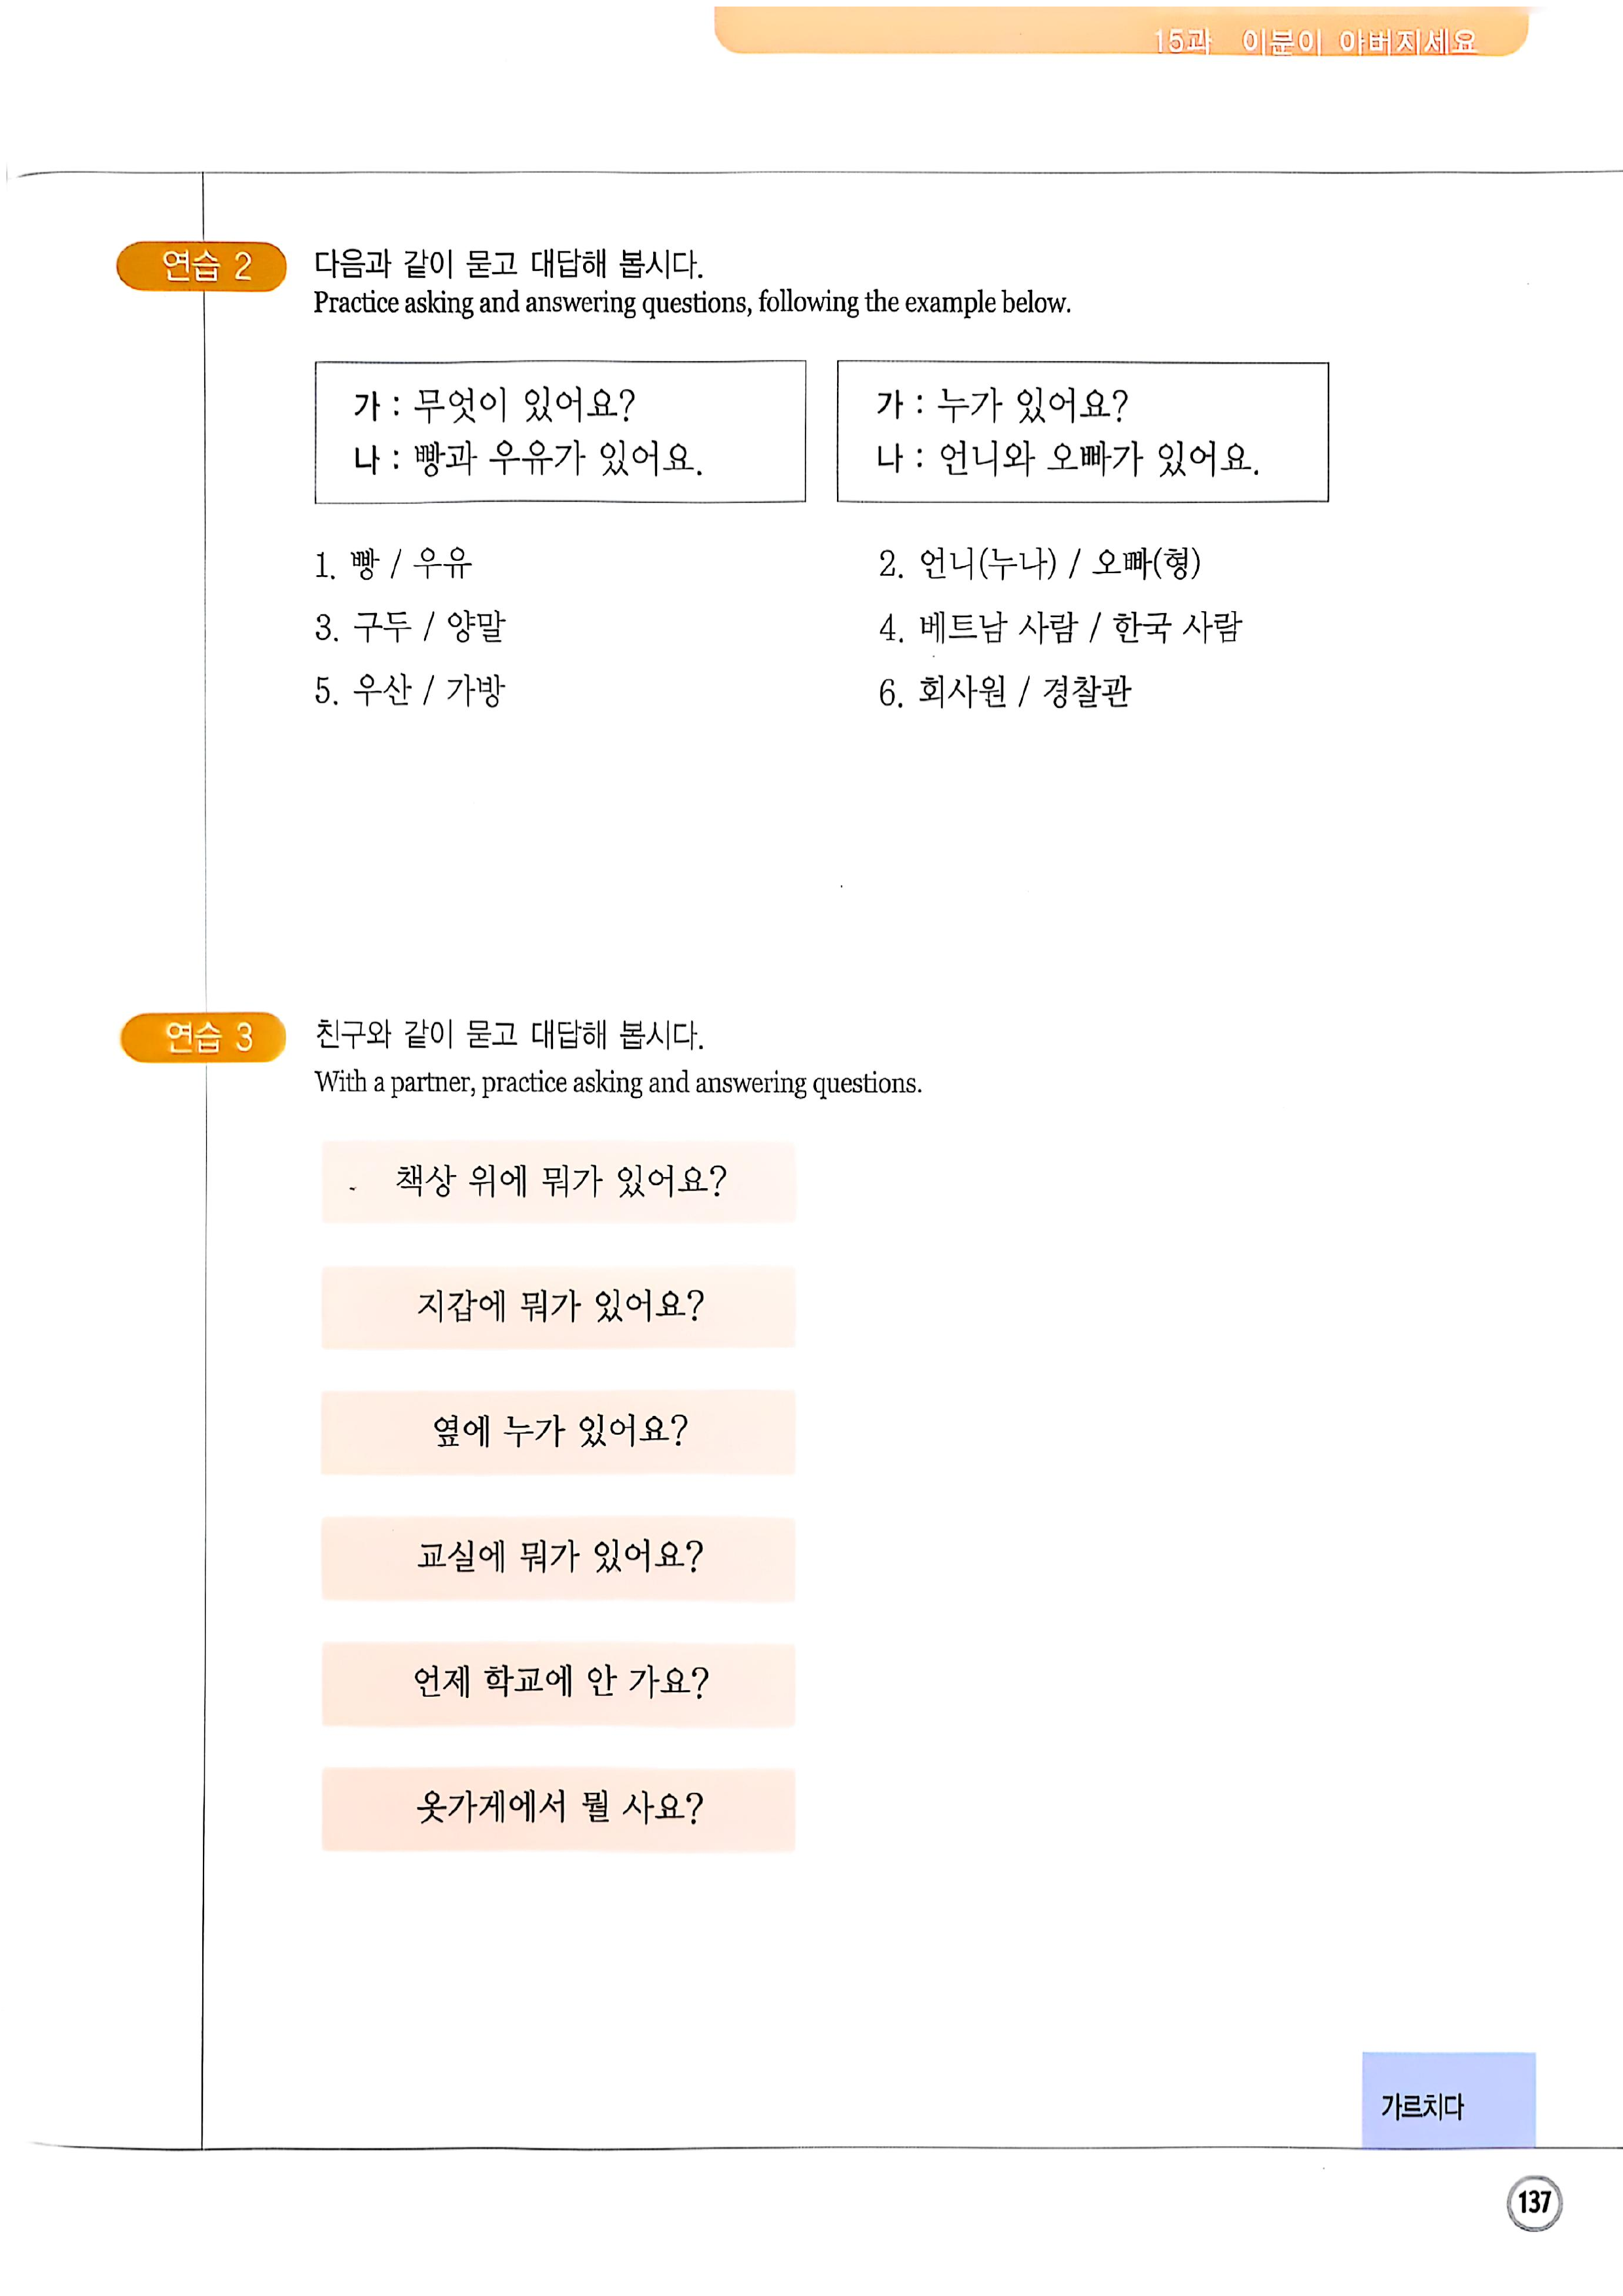 15과 이분이 아버지세요
연습 2
다음과 같이 묻고 대답해 봅시다.
Practice asking and answering questions, following the example below.
가 : 무엇이 있어요?
나 : 빵과 우유가 있어요.
가 : 누가 있어요?
나 : 언니와 오빠가 있어요.
1. 빵 / 우유
2. 언니(누나) / 오빠(형)
3. 구두 / 양말
4. 베트남 사람 / 한국 사람
5. 우산 / 가방
6. 회사원 / 경찰관
연습 3
친구와 같이 묻고 대답해 봅시다.
With a partner, practice asking and answering questions.
책상 위에 뭐가 있어요?
지갑에 뭐가 있어요?
옆에 누가 있어요?
교실에 뭐가 있어요?
언제 학교에 안 가요?
옷가게에서 뭘 사요?
가르치다
137